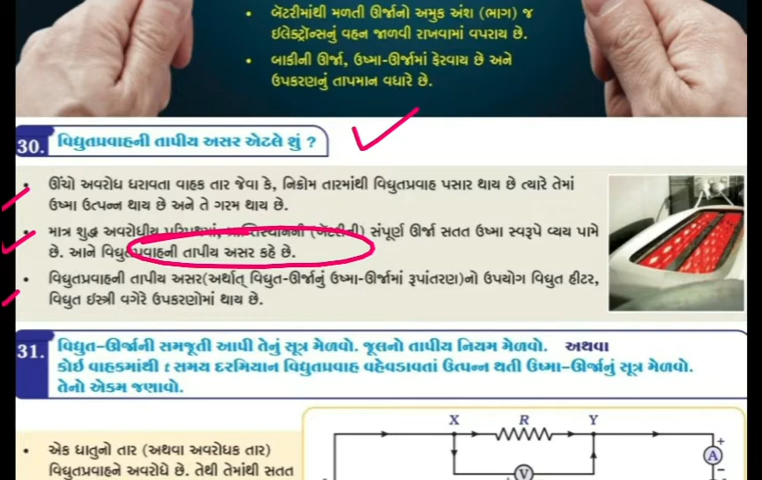 • બૅટરીમાંથી મળતી ઊર્જાનો અમુક અંશ (ભાગ) જ
ઇલેક્ટ્રૉન્સનું વહન જાળવી રાખવામાં વપરાય છે.
• બાકીની ઊર્જા, ઉષ્મા-ઊર્જામાં ફેરવાય છે અને
ઉપકરણનું તાપમાન વધારે છે.
30. વિદ્યુતપ્રવાહની તાપીય અસર એટલે શું ?
• ઊંચો અવરોધ ધરાવતા વાહક તાર જેવા કે, નિક્રોમ તારમાંથી વિદ્યુતપ્રવાહ પસાર થાય છે ત્યારે તેમાં
ઉષ્મા ઉત્પન્ન થાય છે અને તે ગરમ થાય છે.
• માત્ર શુદ્ધ અવરોધીય પરિપથમાં, પ્રાપ્તિસ્થાનની (બૅટરીની) સંપૂર્ણ ઊર્જા સતત ઉષ્મા સ્વરૂપે વ્યય પામે
છે. આને વિદ્યુતપ્રવાહની તાપીય અસર કહે છે.
• વિદ્યુતપ્રવાહની તાપીય અસર(અર્થાત્ વિદ્યુત-ઊર્જાનું ઉષ્મા-ઊર્જામાં રૂપાંતરણ)નો ઉપયોગ વિદ્યુત હીટર,
વિદ્યુત ઇસ્ત્રી વગેરે ઉપકરણોમાં થાય છે.
31. વિદ્યુત-ઊર્જાની સમજૂતી આપી તેનું સૂત્ર મેળવો. જૂલનો તાપીય નિયમ મેળવો. અથવા
કોઈ વાહકમાંથી t સમય દરમિયાન વિદ્યુતપ્રવાહ વહેવડાવતાં ઉત્પન્ન થતી ઉષ્મા-ઊર્જાનું સૂત્ર મેળવો.
તેનો એકમ જણાવો.
X R Y
• એક ધાતુનો તાર (અથવા અવરોધક તાર)
વિદ્યુતપ્રવાહને અવરોધે છે. તેથી તેમાંથી સતત
+ A −
+ V